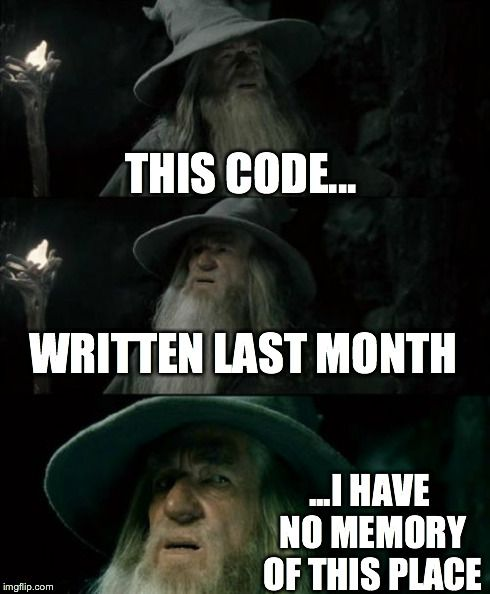 THIS CODE...
WRITTEN LAST MONTH
...I HAVE
NO MEMORY
OF THIS PLACE
imgflip.com